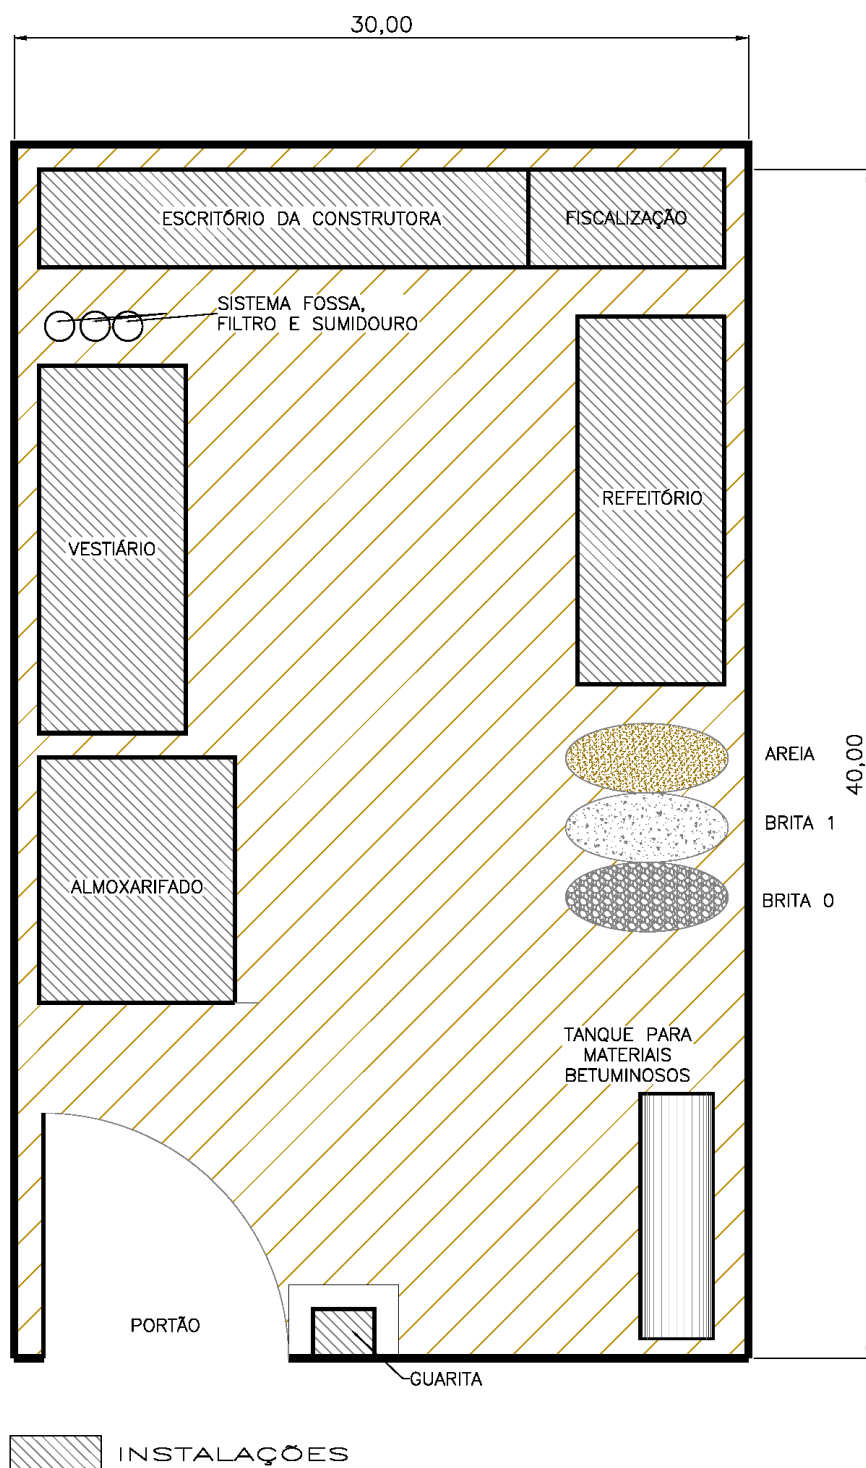 30,00
ESCRITÓRIO DA CONSTRUTORA
FISCALIZAÇÃO
SISTEMA FOSSA,
FILTRO E SUMIDOURO
REFEITÓRIO
VESTIÁRIO
AREIA
40,00
BRITA 1
ALMOXARIFADO
BRITA 0
TANQUE PARA
MATERIAIS
BETUMINOSOS
PORTÃO
GUARITA
INSTALAÇÕES